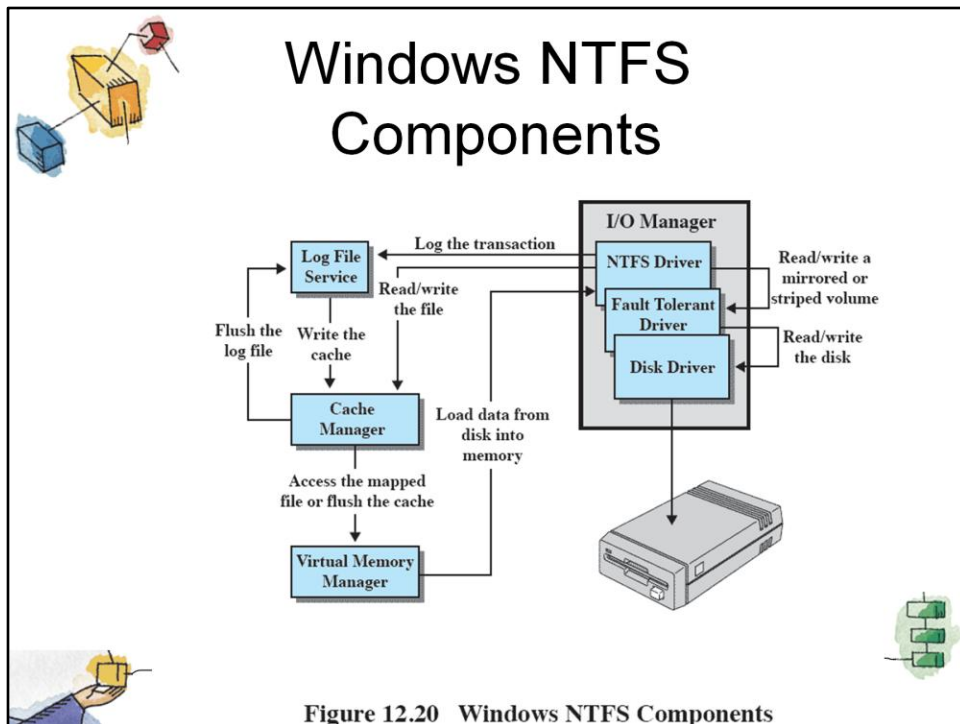 Windows NTFS
Components
I/O Manager
Log the transaction
Log File
Service
NTFS Driver
Read/write a
mirrored or
striped volume
Read/write
the file
Fault Tolerant
Driver
Flush the
log file
Write the
cache
Read/write
the disk
Disk Driver
Cache
Manager
Load data from
disk into
memory
Access the mapped
file or flush the cache
Virtual Memory
Manager
Figure 12.20 Windows NTFS Components